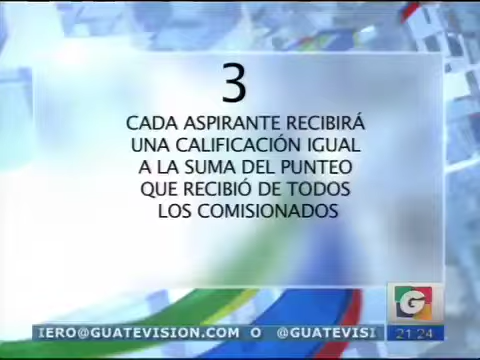 3
CADA ASPIRANTE RECIBIRÁ
UNA CALIFICACIÓN IGUAL
A LA SUMA DEL PUNTEO
QUE RECIBIÓ DE TODOS
LOS COMISIONADOS
G
IERO@GUATEVISION.COM O @GUATEVISI
21:24